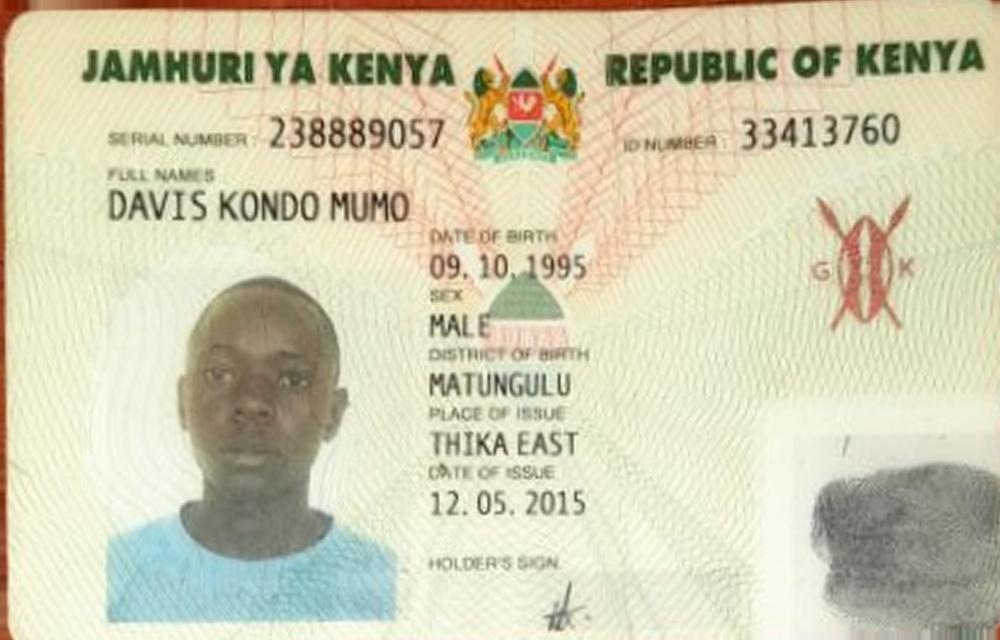 JAMHURI YA KENYA
REPUBLIC OF KENYA
SERIAL NUMBER : 238889057
ID NUMBER : 33413760
FULL NAMES
DAVIS KONDO MUMO
DATE OF BIRTH
09. 10. 1995
SEX
MALE
DISTRICT OF BIRTH
MATUNGULU
PLACE OF ISSUE
THIKA EAST
DATE OF ISSUE
12. 05. 2015
HOLDER'S SIGN.
G K